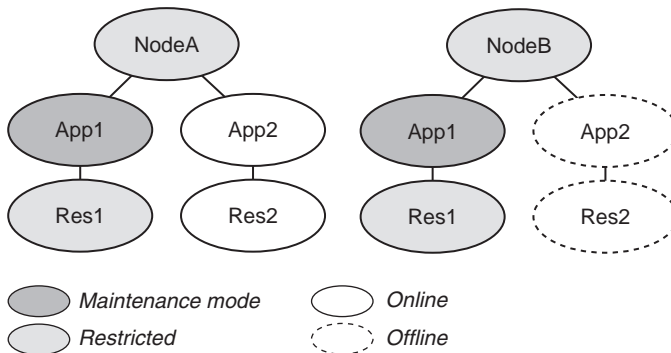 NodeA NodeB
App1 App2 App1 App2
Res1 Res2 Res1 Res2
Maintenance mode Online
Restricted Offline